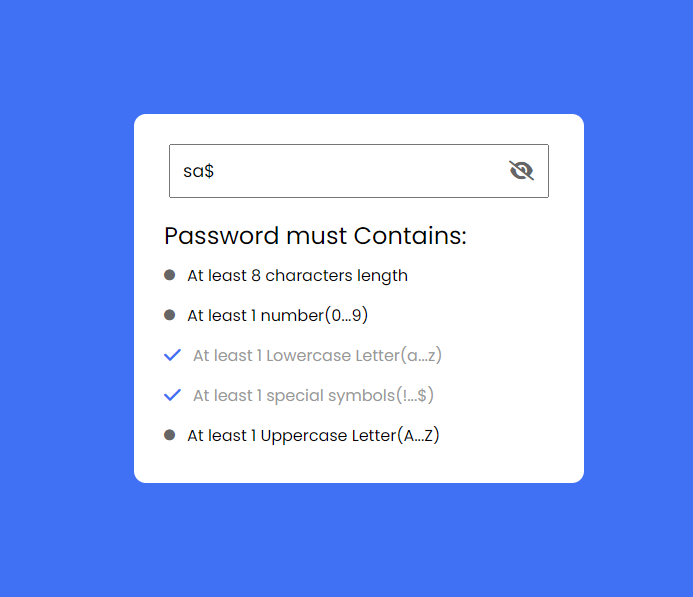 sa$
Password must Contains:
At least 8 characters length
At least 1 number(0...9)
At least 1 Lowercase Letter(a...z)
At least 1 special symbols(!...$)
At least 1 Uppercase Letter(A...Z)